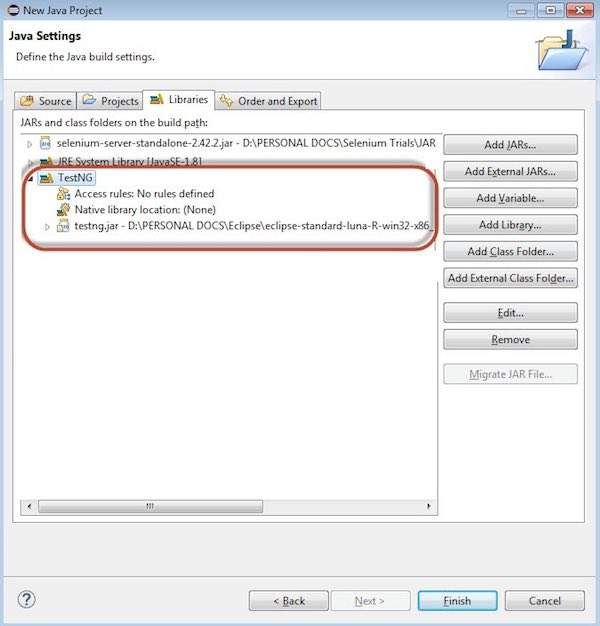 New Java Project
Java Settings
Define the Java build settings.
Source
Projects
Libraries
Order and Export
JARs and class folders on the build path:
selenium-server-standalone-2.42.2.jar - D:\PERSONAL DOCS\Selenium Trials\JAR
JRE System Library [JavaSE-1.8]
TestNG
Access rules: No rules defined
Native library location: (None)
testng.jar - D:\PERSONAL DOCS\Eclipse\eclipse-standard-luna-R-win32-x86_
Add JARs...
Add External JARs...
Add Variable...
Add Library...
Add Class Folder...
Add External Class Folder...
Edit...
Remove
Migrate JAR File...
?
< Back
Next >
Finish
Cancel